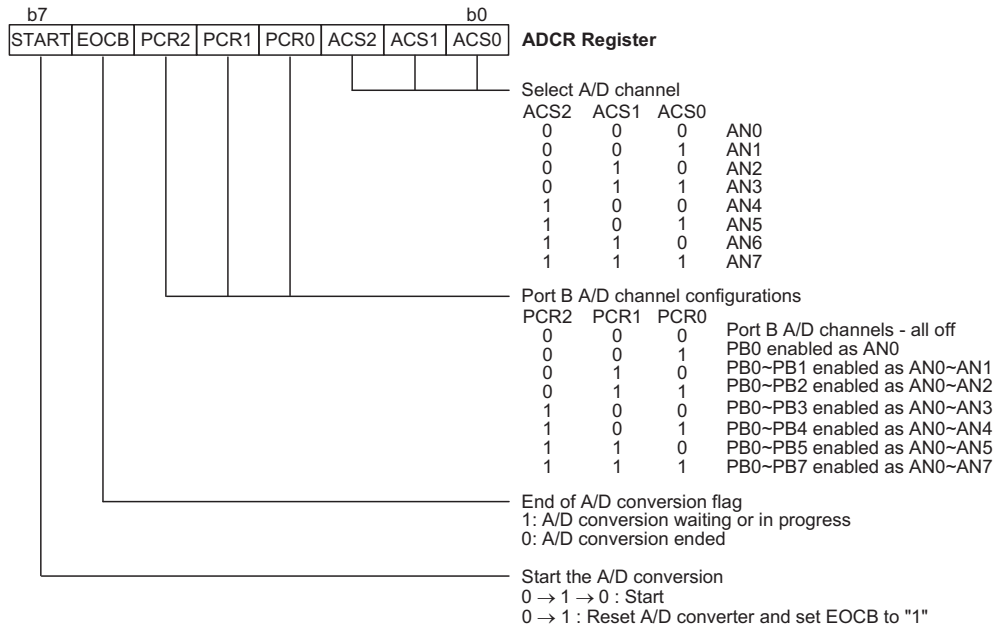 b7 b0
START EOCB PCR2 PCR1 PCR0 ACS2 ACS1 ACS0 ADCR Register
Select A/D channel
ACS2 ACS1 ACS0
0 0 0 AN0
0 0 1 AN1
0 1 0 AN2
0 1 1 AN3
1 0 0 AN4
1 0 1 AN5
1 1 0 AN6
1 1 1 AN7
Port B A/D channel configurations
PCR2 PCR1 PCR0
0 0 0 Port B A/D channels - all off
0 0 1 PB0 enabled as AN0
0 1 0 PB0~PB1 enabled as AN0~AN1
0 1 1 PB0~PB2 enabled as AN0~AN2
1 0 0 PB0~PB3 enabled as AN0~AN3
1 0 1 PB0~PB4 enabled as AN0~AN4
1 1 0 PB0~PB5 enabled as AN0~AN5
1 1 1 PB0~PB7 enabled as AN0~AN7
End of A/D conversion flag
1: A/D conversion waiting or in progress
0: A/D conversion ended
Start the A/D conversion
0 → 1 → 0 : Start
0 → 1 : Reset A/D converter and set EOCB to "1"